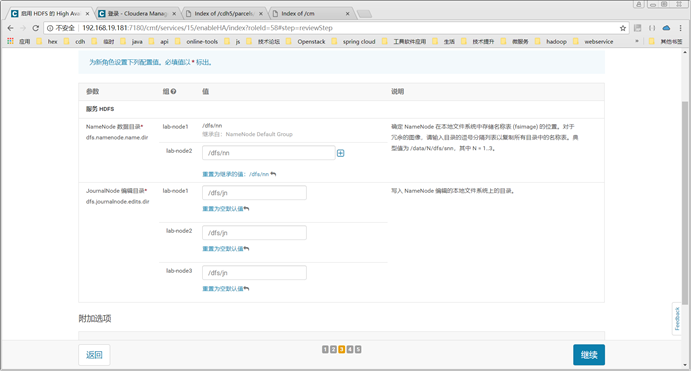 启用 HDFS 的 High Ava
登录 - Cloudera Manag
Index of /cdh5/parcels
Index of /cm
不安全 | 192.168.19.181:7180/cmf/services/15/enableHA/index?roleId=58#step=reviewStep
应用 hex cdh 临时 java api online-tools js 技术论坛 Openstack spring cloud 工具软件应用 生活 技术提升 微服务 hadoop webservice » 其他书签
为新角色设置下列配置值。必填值以 * 标出。
参数 组 值 说明
服务 HDFS
NameNode 数据目录*
dfs.namenode.name.dir
lab-node1
/dfs/nn
继承自：NameNode Default Group
lab-node2
/dfs/nn
重置为继承的值：/dfs/nn
确定 NameNode 在本地文件系统中存储名称表 (fsimage) 的位置。对于
冗余的图像，请输入目录的逗号分隔列表以复制所有目录中的名称表。典
型值为 /data/N/dfs/snn，其中 N = 1..3。
JournalNode 编辑目录*
dfs.journalnode.edits.dir
lab-node1
/dfs/jn
重置为空默认值
写入 NameNode 编辑的本地文件系统上的目录。
lab-node2
/dfs/jn
重置为空默认值
lab-node3
/dfs/jn
重置为空默认值
附加选项
Feedback
返回
1 2 3 4 5
继续